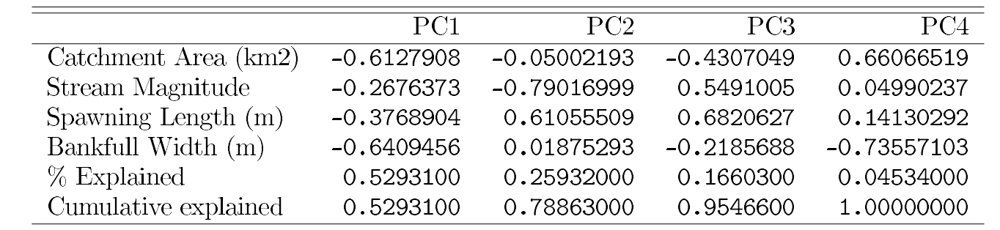 PC1 PC2 PC3 PC4
Catchment Area (km2) -0.6127908 -0.05002193 -0.4307049 0.66066519
Stream Magnitude -0.2676373 -0.79016999 0.5491005 0.04990237
Spawning Length (m) -0.3768904 0.61055509 0.6820627 0.14130292
Bankfull Width (m) -0.6409456 0.01875293 -0.2185688 -0.73557103
% Explained 0.5293100 0.25932000 0.1660300 0.04534000
Cumulative explained 0.5293100 0.78863000 0.9546600 1.00000000